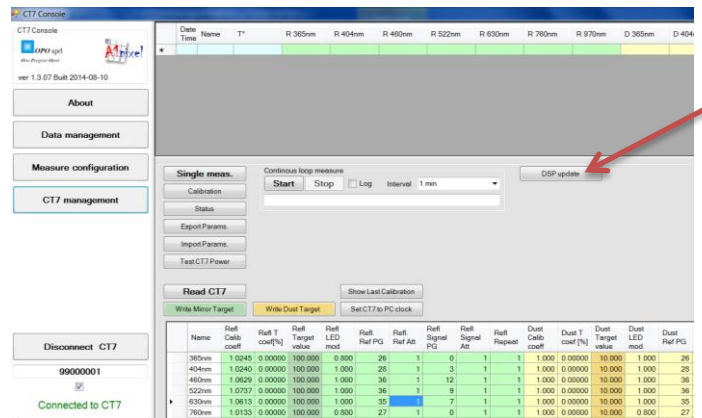 CT7 Console
CT7 Console
OPO sprl
A1pixel
ver 1.3.07 Built 2014-08-10
About
Data management
Measure configuration
CT7 management
Disconnect CT7
99000001
Connected to CT7
Date Time Name T° R 365nm R 404nm R 460nm R 522nm R 630nm R 760nm R 970nm D 365nm D 404
*
Single meas.
Calibration
Status
Export Params.
Import Params.
Test CT7 Power
Continous loop measure
Start Stop Log Interval 1 min
DSP update
Read CT7 Show Last Calibration
Write Mirror Target Write Dust Target Set CT7 to PC clock
Name Refl Calib coeff Refl T coef[%] Refl Target value Refl LED mod Refl. Ref PG Refl. Ref Att Refl Signal PG Refl Signal Att Refl Repeat Dust Calib coeff Dust T coef [%] Dust Target value Dust LED mod. Dust Ref PG
365nm 1.0245 0.00000 100.000 0.800 26 1 0 1 1 1.000 0.00000 10.000 1.000 26
404nm 1.0240 0.00000 100.000 1.000 28 1 3 1 1 1.000 0.00000 10.000 1.000 28
460nm 1.0629 0.00000 100.000 1.000 36 1 12 1 1 1.000 0.00000 10.000 1.000 36
522nm 1.0737 0.00000 100.000 1.000 36 1 9 1 1 1.000 0.00000 10.000 1.000 36
630nm 1.0613 0.00000 100.000 1.000 35 1 7 1 1 1.000 0.00000 10.000 1.000 35
760nm 1.0133 0.00000 100.000 0.800 27 1 0 1 1 1.000 0.00000 10.000 0.800 27